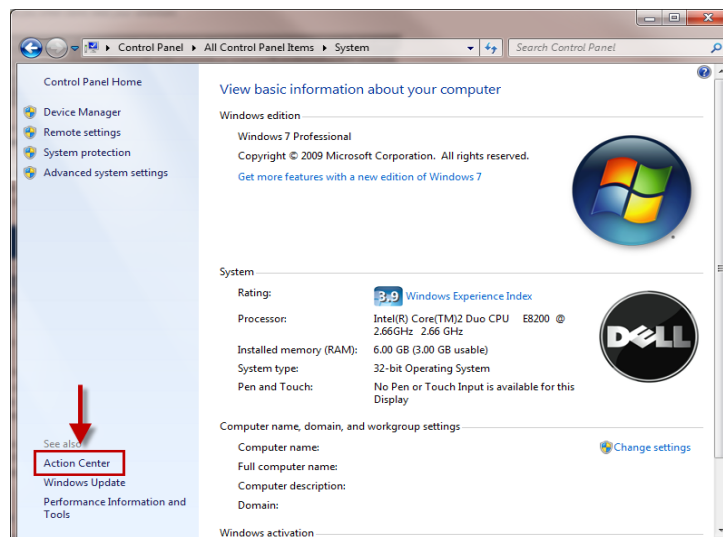 Control Panel ▸ All Control Panel Items ▸ System
Search Control Panel
Control Panel Home
Device Manager
Remote settings
System protection
Advanced system settings
See also
Action Center
Windows Update
Performance Information and
Tools
View basic information about your computer
Windows edition
Windows 7 Professional
Copyright © 2009 Microsoft Corporation. All rights reserved.
Get more features with a new edition of Windows 7
System
Rating:
3.9 Windows Experience Index
Processor:
Intel(R) Core(TM)2 Duo CPU E8200 @
2.66GHz 2.66 GHz
Installed memory (RAM):
6.00 GB (3.00 GB usable)
System type:
32-bit Operating System
Pen and Touch:
No Pen or Touch Input is available for this
Display
DELL
Computer name, domain, and workgroup settings
Computer name:
Change settings
Full computer name:
Computer description:
Domain:
Windows activation